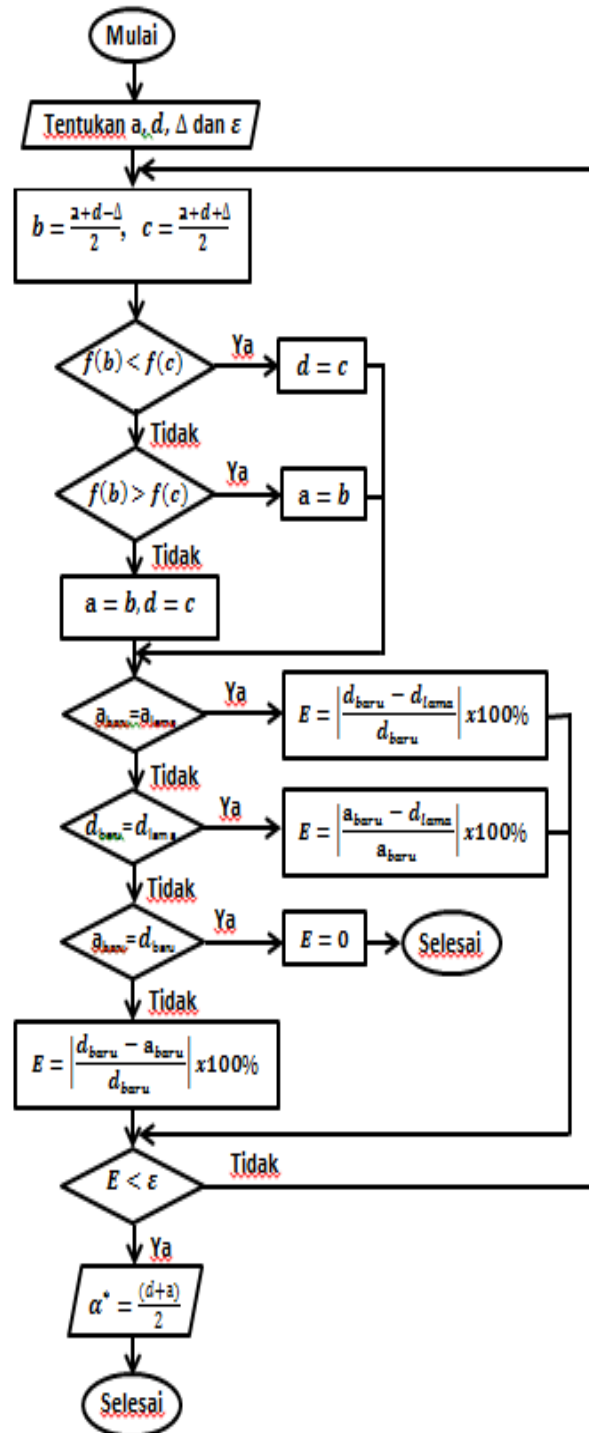 Mulai
Tentukan a, d, Δ dan ε
b = (a+d−Δ)/2, c = (a+d+Δ)/2
f(b) < f(c)
Ya
d = c
Tidak
f(b) > f(c)
Ya
a = b
Tidak
a = b, d = c
a_baru=a_lama
Ya
E = |(d_baru − d_lama)/d_baru| x100%
Tidak
d_baru=d_lama
Ya
E = |(a_baru − d_lama)/a_baru| x100%
Tidak
a_baru=d_baru
Ya
E = 0
Selesai
Tidak
E = |(d_baru − a_baru)/d_baru| x100%
E < ε
Tidak
Ya
α* = (d+a)/2
Selesai